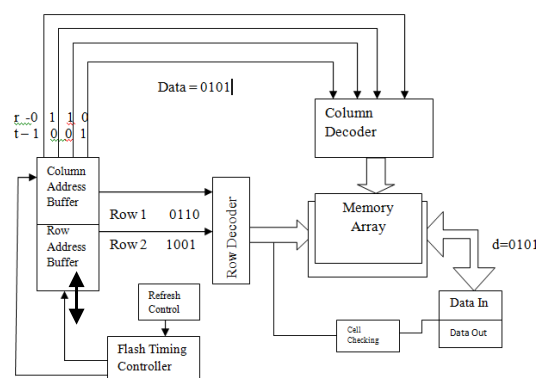 Data = 0101
r -0 1 1 0
t – 1 0 0 1
Column
Decoder
Column
Address
Buffer
Row
Address
Buffer
Row 1 0110
Row 2 1001
Row Decoder
Memory
Array
d=0101
Refresh
Control
Flash Timing
Controller
Cell
Checking
Data In
Data Out